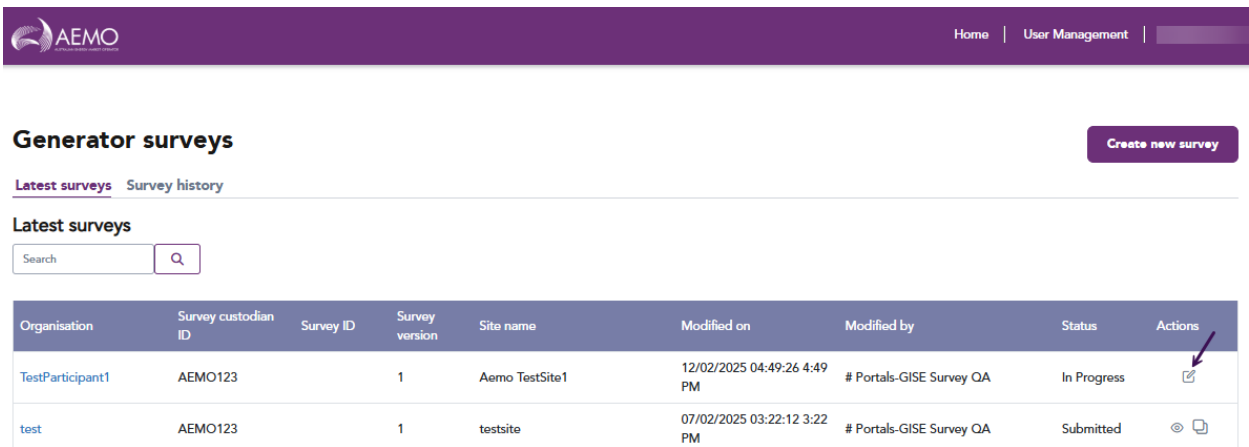 AEMO
Home | User Management |
Generator surveys
Create new survey
Latest surveys Survey history
Latest surveys
Search
Organisation Survey custodian ID Survey ID Survey version Site name Modified on Modified by Status Actions
TestParticipant1 AEMO123 1 Aemo TestSite1 12/02/2025 04:49:26 4:49 PM # Portals-GISE Survey QA In Progress
test AEMO123 1 testsite 07/02/2025 03:22:12 3:22 PM # Portals-GISE Survey QA Submitted